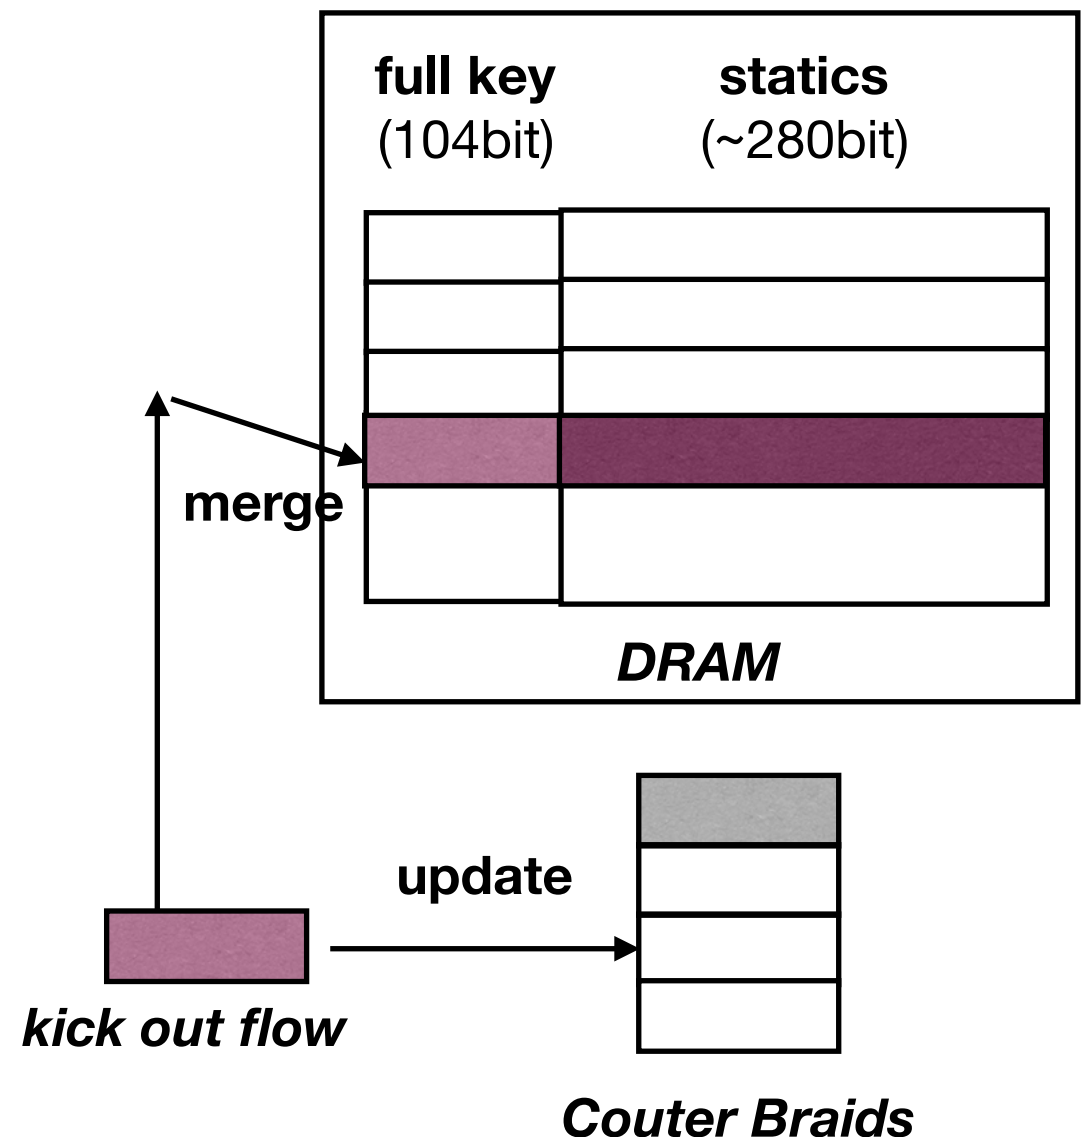 full key
(104bit)
statics
(~280bit)
merge
DRAM
update
kick out flow
Couter Braids